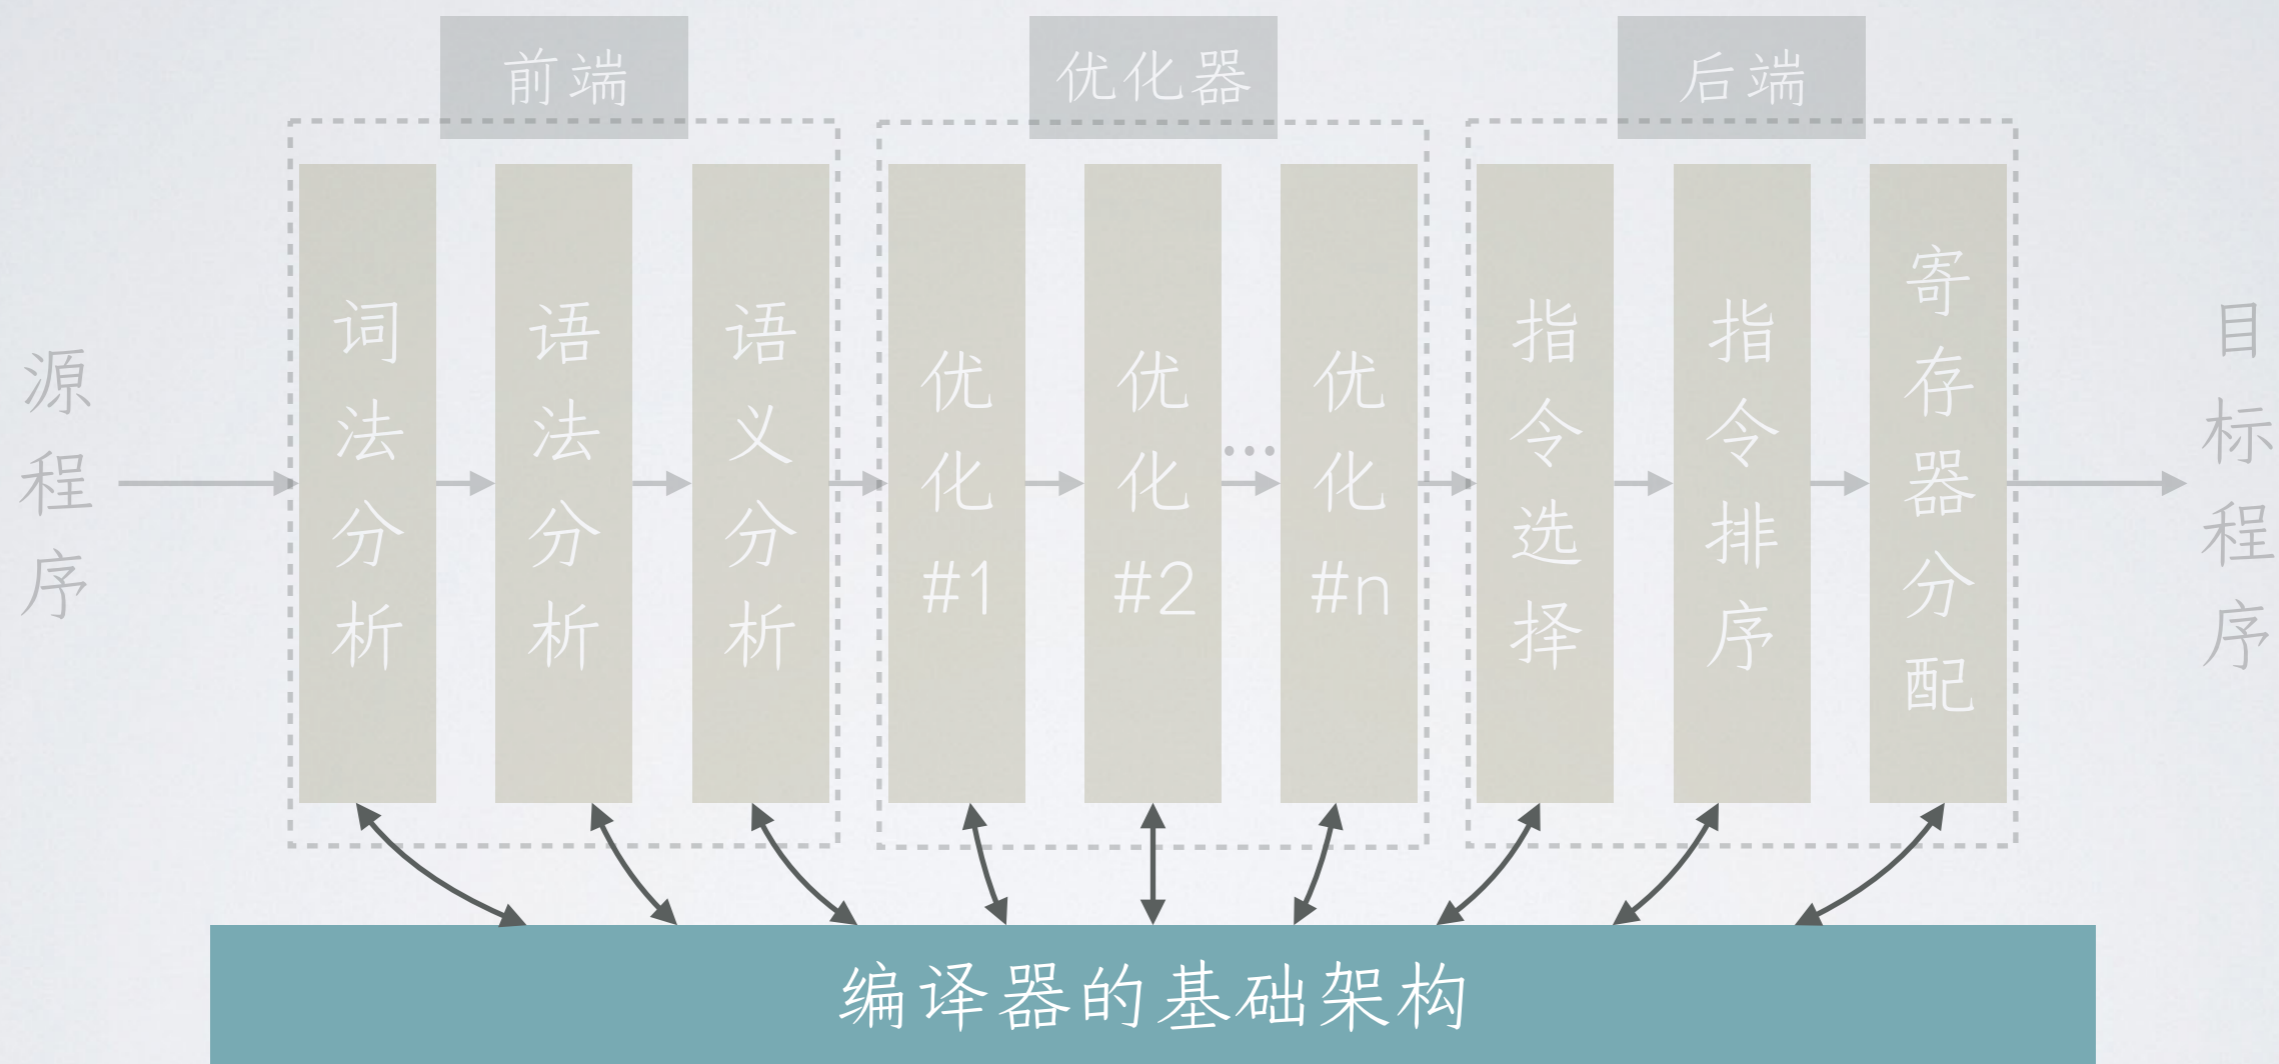 前端
优化器
后端
源程序
词法分析
语法分析
语义分析
优化#1
优化#2
...
优化#n
指令选择
指令排序
寄存器分配
目标程序
编译器的基础架构